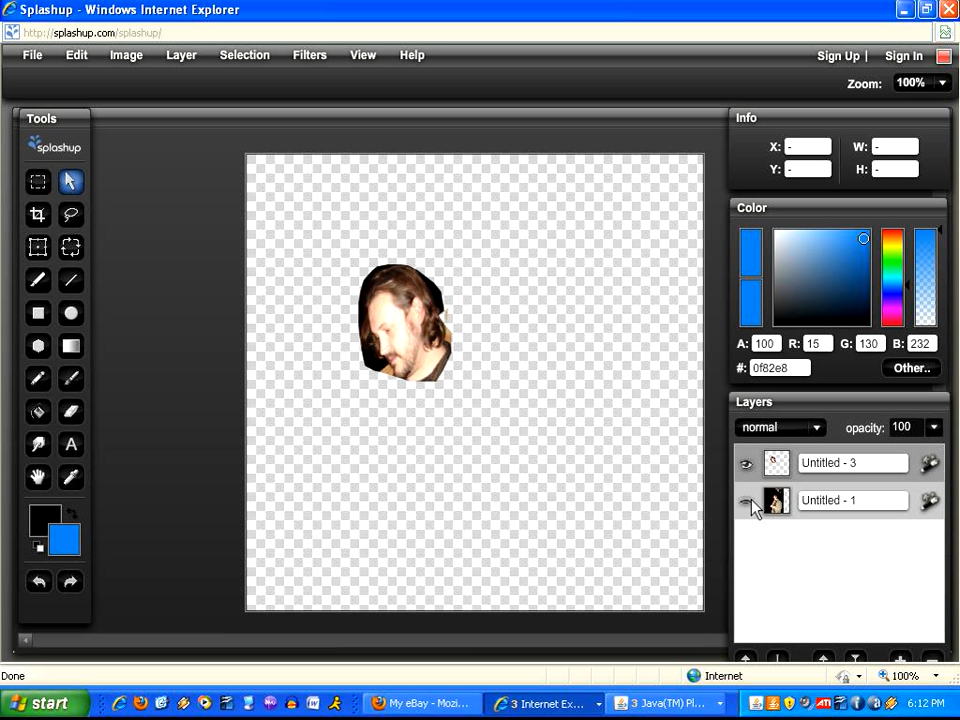 Splashup - Windows Internet Explorer
http://splashup.com/splashup/
File Edit Image Layer Selection Filters View Help Sign Up | Sign In
Zoom: 100%
Tools
splashup
A
Info
X: - W: -
Y: - H: -
Color
A: 100 R: 15 G: 130 B: 232
#: 0f82e8 Other..
Layers
normal opacity: 100
Untitled - 3
Untitled - 1
Done Internet 100%
start My eBay - Mozi... 3 Internet Ex... 3 Java(TM) Pl... 6:12 PM